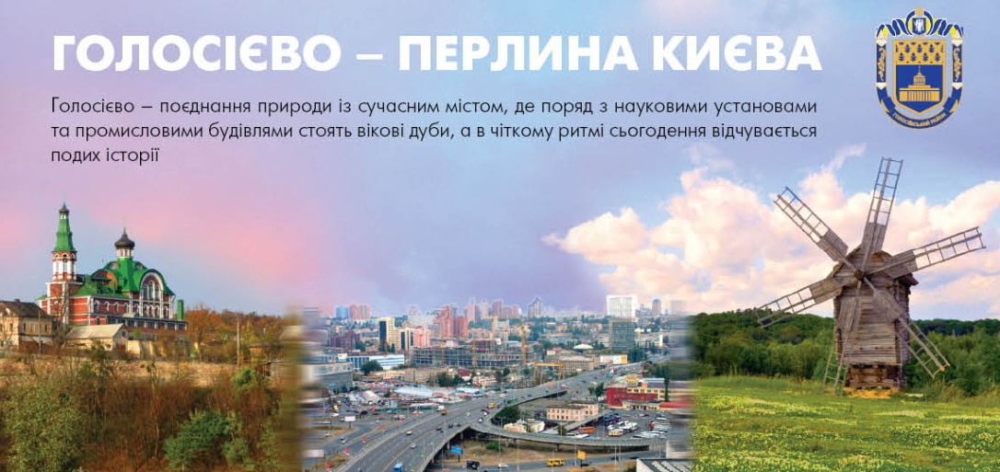 ГОЛОСІЄВО – ПЕРЛИНА КИЄВА
Голосієво – поєднання природи із сучасним містом, де поряд з науковими установами
та промисловими будівлями стоять вікові дуби, а в чіткому ритмі сьогодення відчувається
подих історії
ГОЛОСІЇВСЬКИЙ РАЙОН